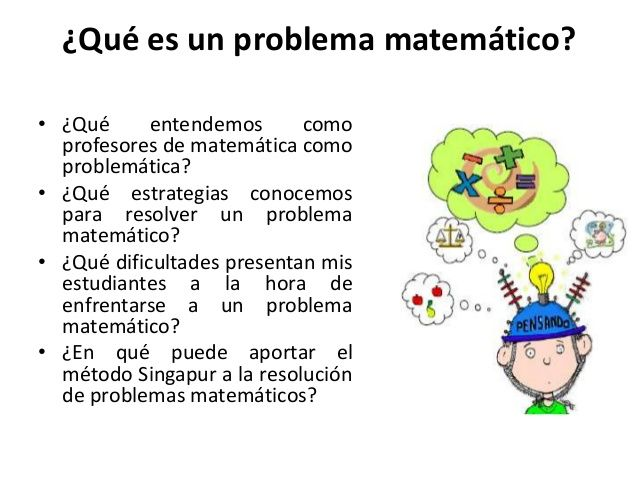 ¿Qué es un problema matemático?
• ¿Qué entendemos como
profesores de matemática como
problemática?
• ¿Qué estrategias conocemos
para resolver un problema
matemático?
• ¿Qué dificultades presentan mis
estudiantes a la hora de
enfrentarse a un problema
matemático?
• ¿En qué puede aportar el
método Singapur a la resolución
de problemas matemáticos?
- + x ÷ =
PENSANDO